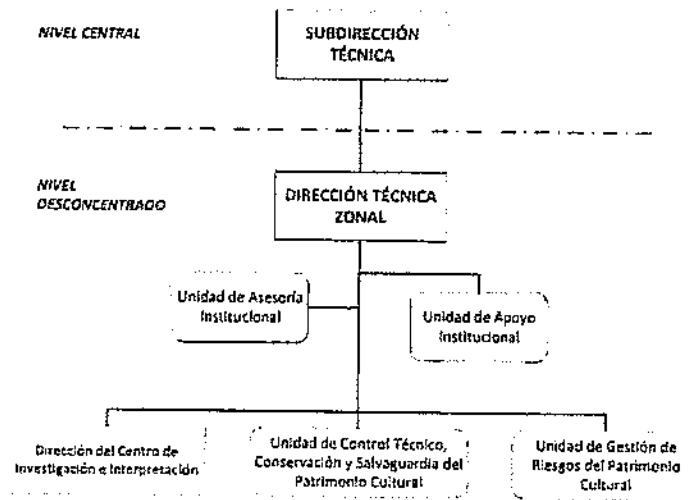 NIVEL CENTRAL
SUBDIRECCIÓN
TÉCNICA
NIVEL
DESCONCENTRADO
DIRECCIÓN TÉCNICA
ZONAL
Unidad de Asesoría
Institucional
Unidad de Apoyo
Institucional
Dirección del Centro de
Investigación e Interpretación
Unidad de Control Técnico,
Conservación y Salvaguardia del
Patrimonio Cultural
Unidad de Gestión de
Riesgos del Patrimonio
Cultural